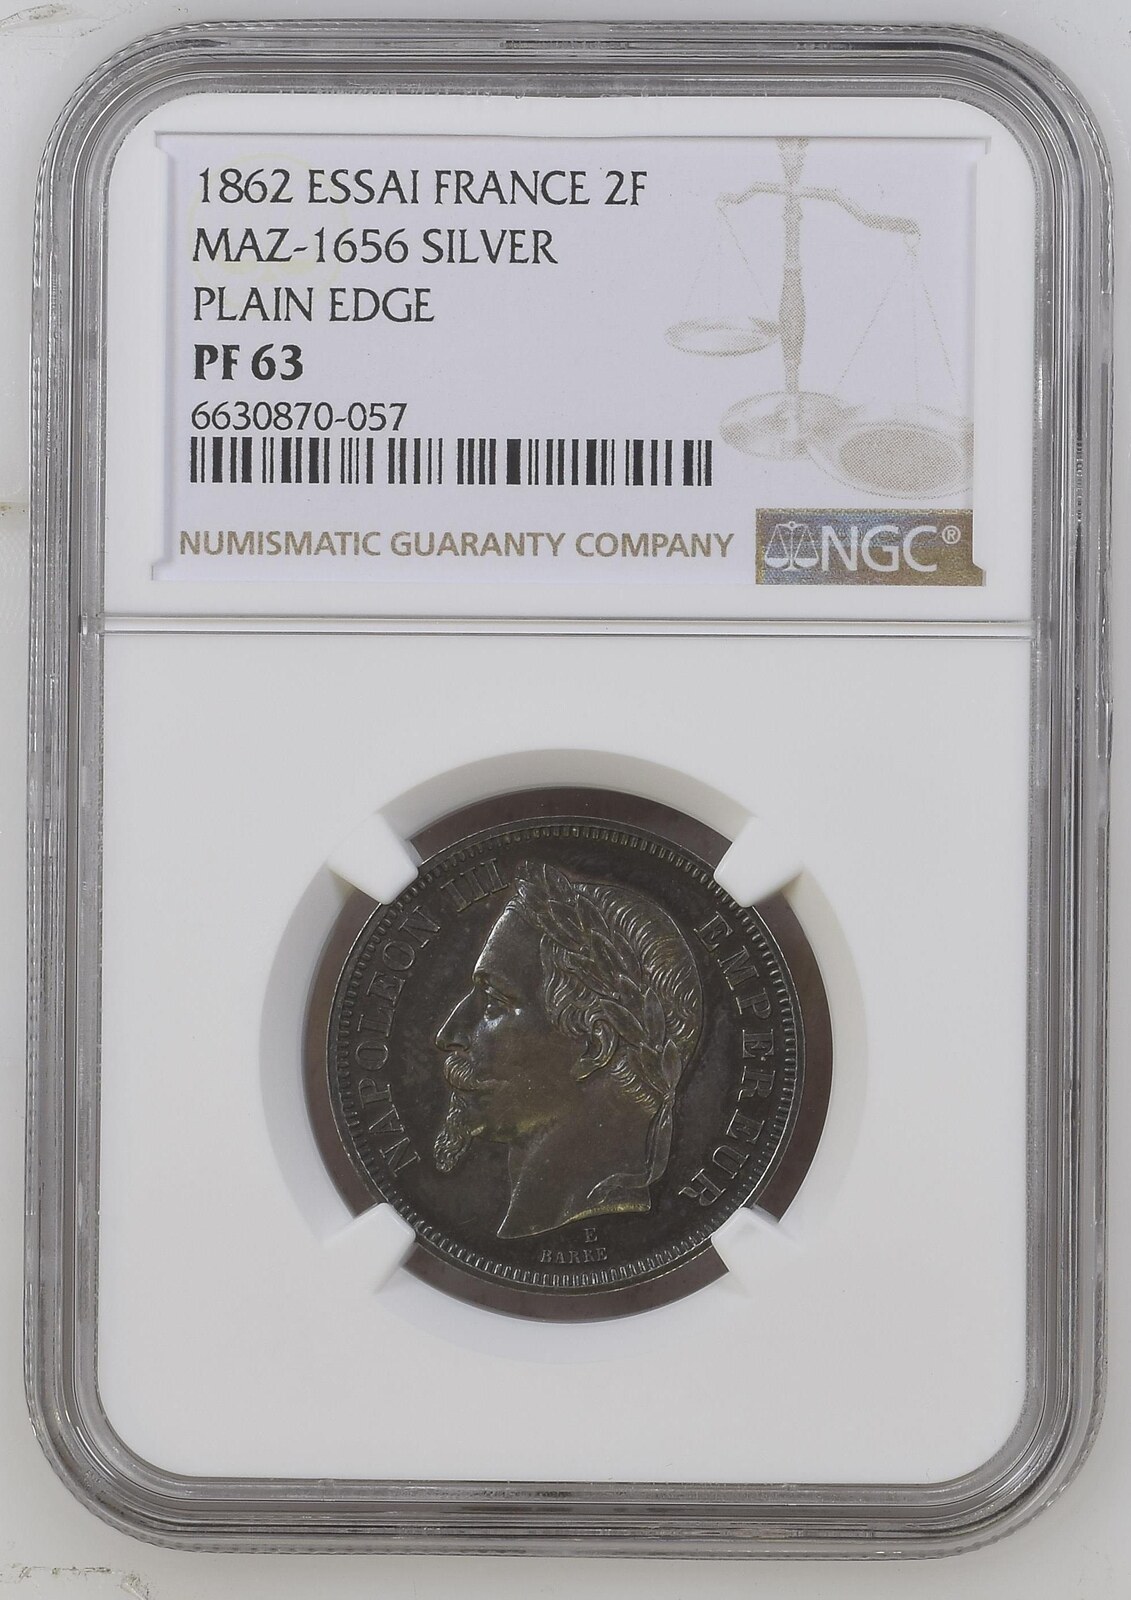 1862 ESSAI FRANCE 2F
MAZ-1656 SILVER
PLAIN EDGE
PF 63
6630870-057
NUMISMATIC GUARANTY COMPANY
NGC®
NAPOLEON III EMPEREUR
E
BARRE